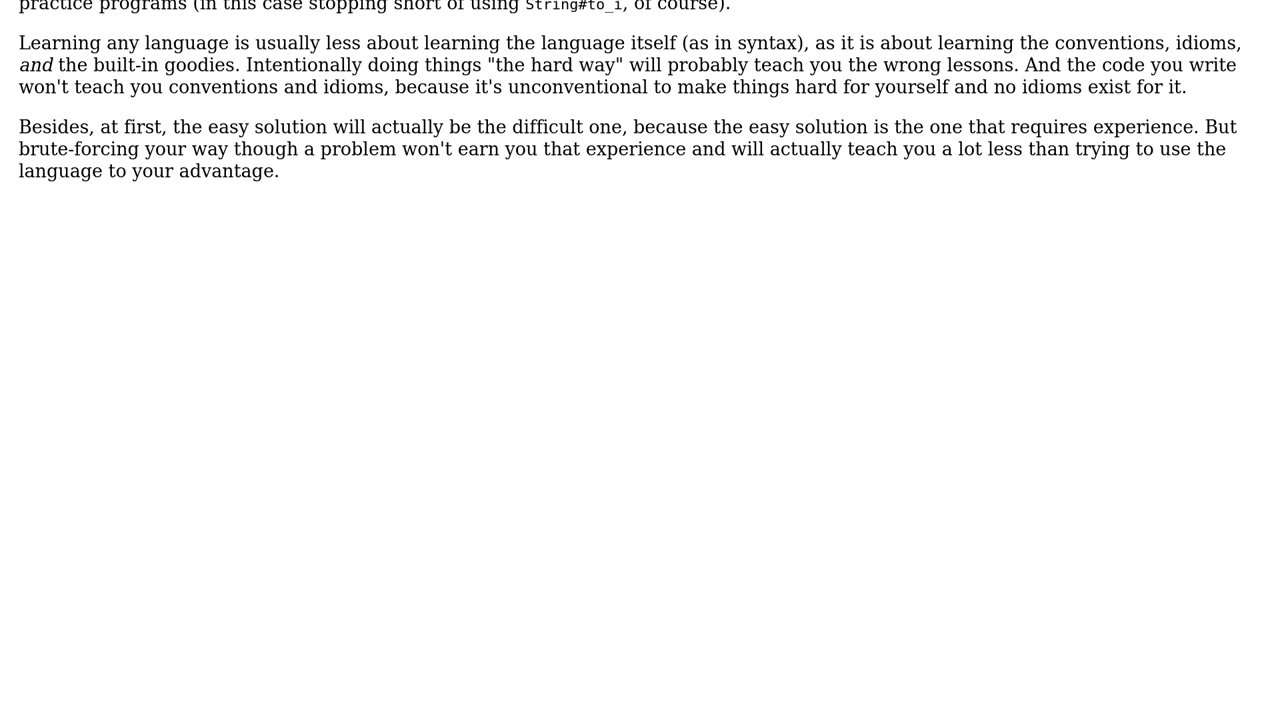 practice programs (in this case stopping short of using String#to_i, of course).
Learning any language is usually less about learning the language itself (as in syntax), as it is about learning the conventions, idioms,
and the built-in goodies. Intentionally doing things "the hard way" will probably teach you the wrong lessons. And the code you write
won't teach you conventions and idioms, because it's unconventional to make things hard for yourself and no idioms exist for it.
Besides, at first, the easy solution will actually be the difficult one, because the easy solution is the one that requires experience. But
brute-forcing your way though a problem won't earn you that experience and will actually teach you a lot less than trying to use the
language to your advantage.